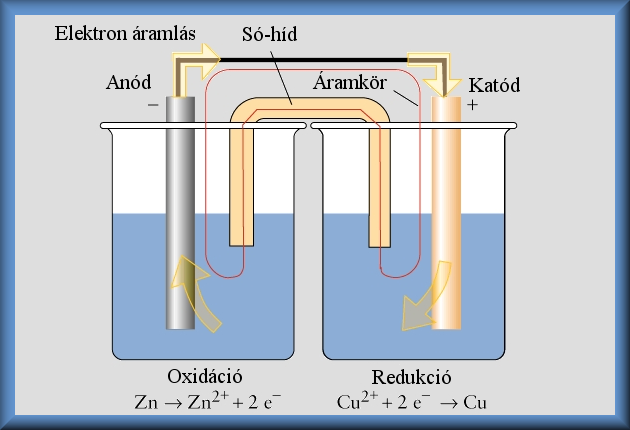 Elektron áramlás
Só-híd
Anód
Áramkör
Katód
–
+
Oxidáció
Redukció
Zn → Zn²⁺ + 2 e⁻
Cu²⁺ + 2 e⁻ → Cu